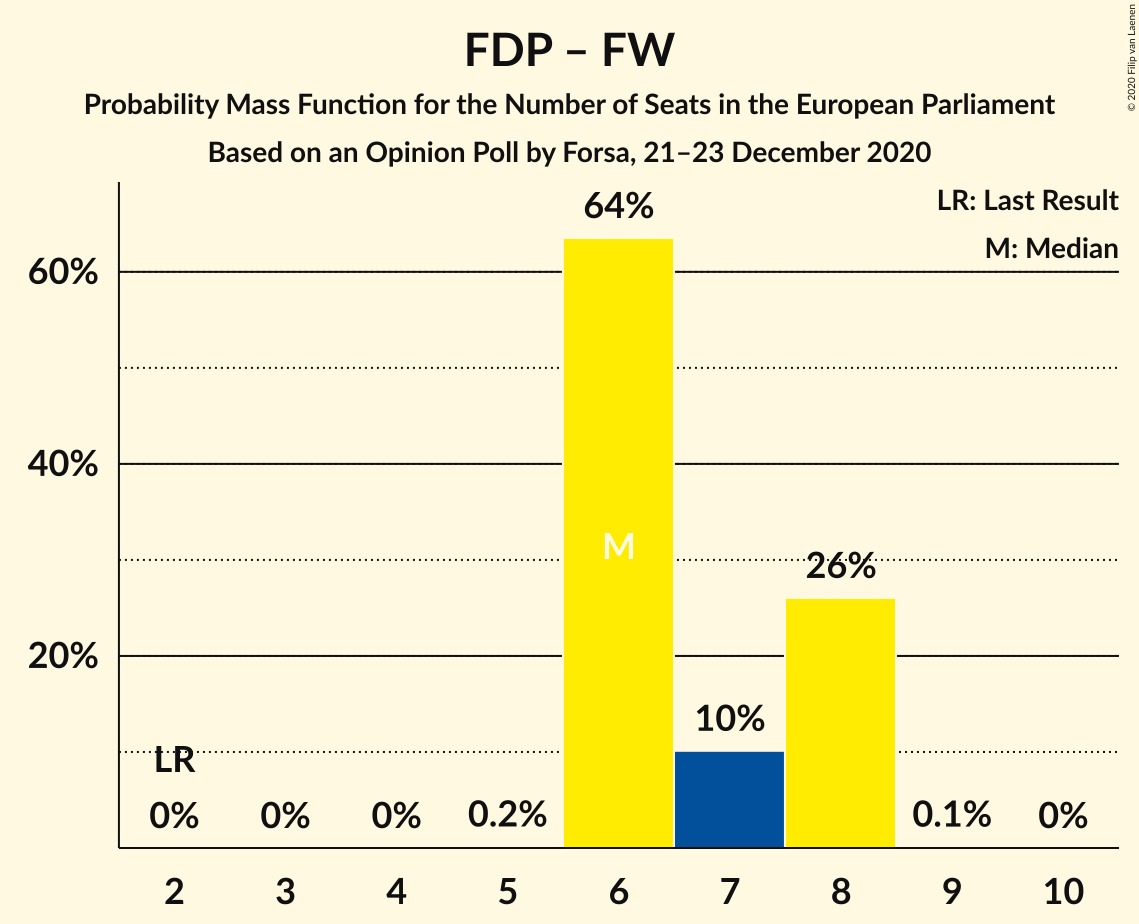 FDP – FW
Probability Mass Function for the Number of Seats in the European Parliament
Based on an Opinion Poll by Forsa, 21–23 December 2020
© 2020 Filip van Laenen
LR: Last Result
M: Median
64%
60%
40%
M
26%
20%
10%
LR
0% 0% 0% 0.2% 0.1% 0%
2 3 4 5 6 7 8 9 10